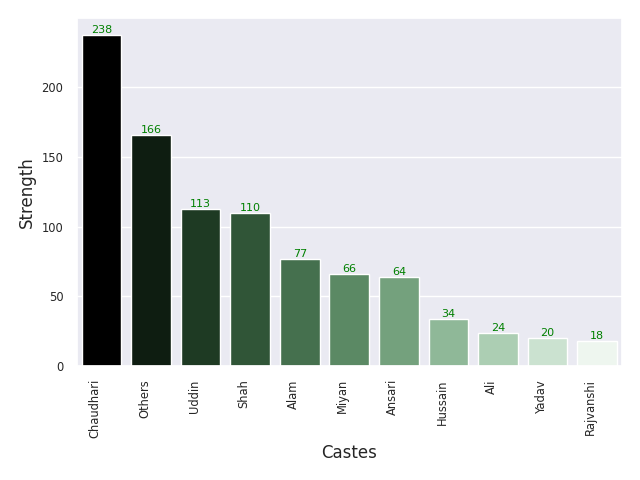 238
166
113
110
77
66
64
34
24
20
18
200
150
100
50
0
Strength
Chaudhari
Others
Uddin
Shah
Alam
Miyan
Ansari
Hussain
Ali
Yadav
Rajvanshi
Castes